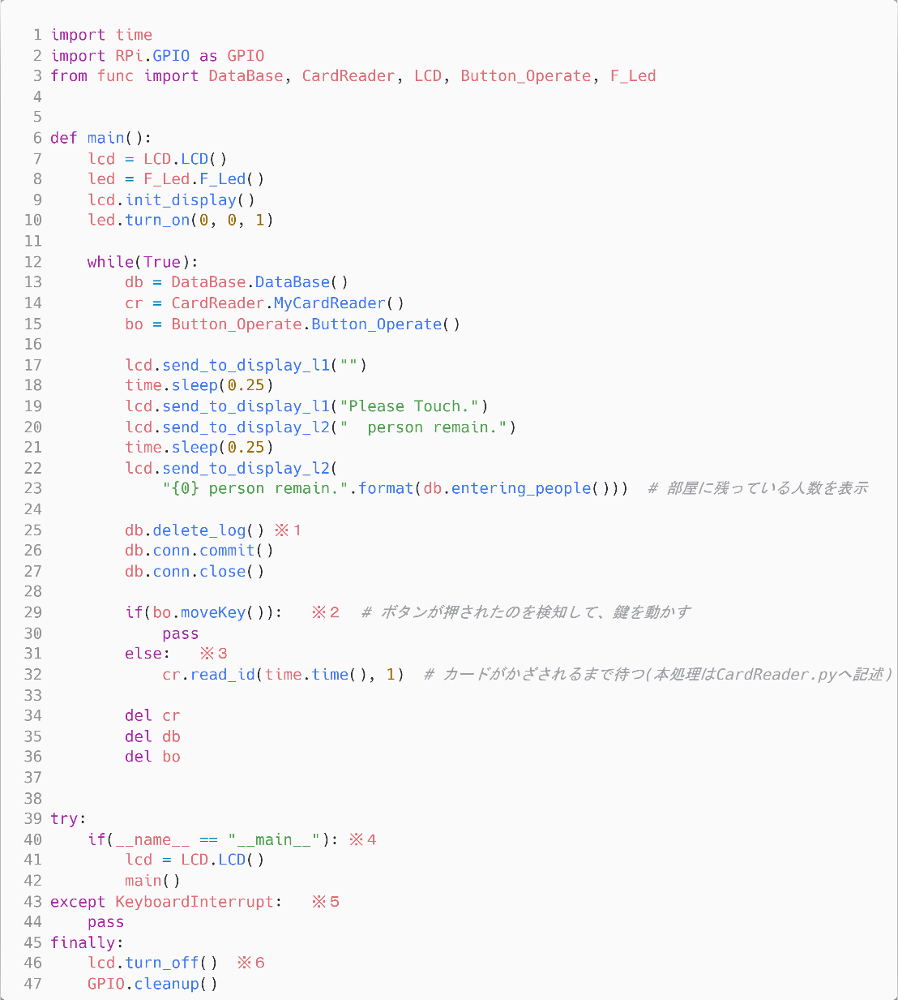 1 import time
2 import RPi.GPIO as GPIO
3 from func import DataBase, CardReader, LCD, Button_Operate, F_Led
4
5
6 def main():
7     lcd = LCD.LCD()
8     led = F_Led.F_Led()
9     lcd.init_display()
10     led.turn_on(0, 0, 1)
11
12     while(True):
13         db = DataBase.DataBase()
14         cr = CardReader.MyCardReader()
15         bo = Button_Operate.Button_Operate()
16
17         lcd.send_to_display_l1("")
18         time.sleep(0.25)
19         lcd.send_to_display_l1("Please Touch.")
20         lcd.send_to_display_l2("  person remain.")
21         time.sleep(0.25)
22         lcd.send_to_display_l2(
23             "{0} person remain.".format(db.entering_people()))  # 部屋に残っている人数を表示
24
25         db.delete_log() ※1
26         db.conn.commit()
27         db.conn.close()
28
29         if(bo.moveKey()):   ※2  # ボタンが押されたのを検知して、鍵を動かす
30             pass
31         else:   ※3
32             cr.read_id(time.time(), 1)  # カードがかざされるまで待つ(本処理はCardReader.pyへ記述)
33
34         del cr
35         del db
36         del bo
37
38
39 try:
40     if(__name__ == "__main__"): ※4
41         lcd = LCD.LCD()
42         main()
43 except KeyboardInterrupt:   ※5
44     pass
45 finally:
46     lcd.turn_off()  ※6
47     GPIO.cleanup()